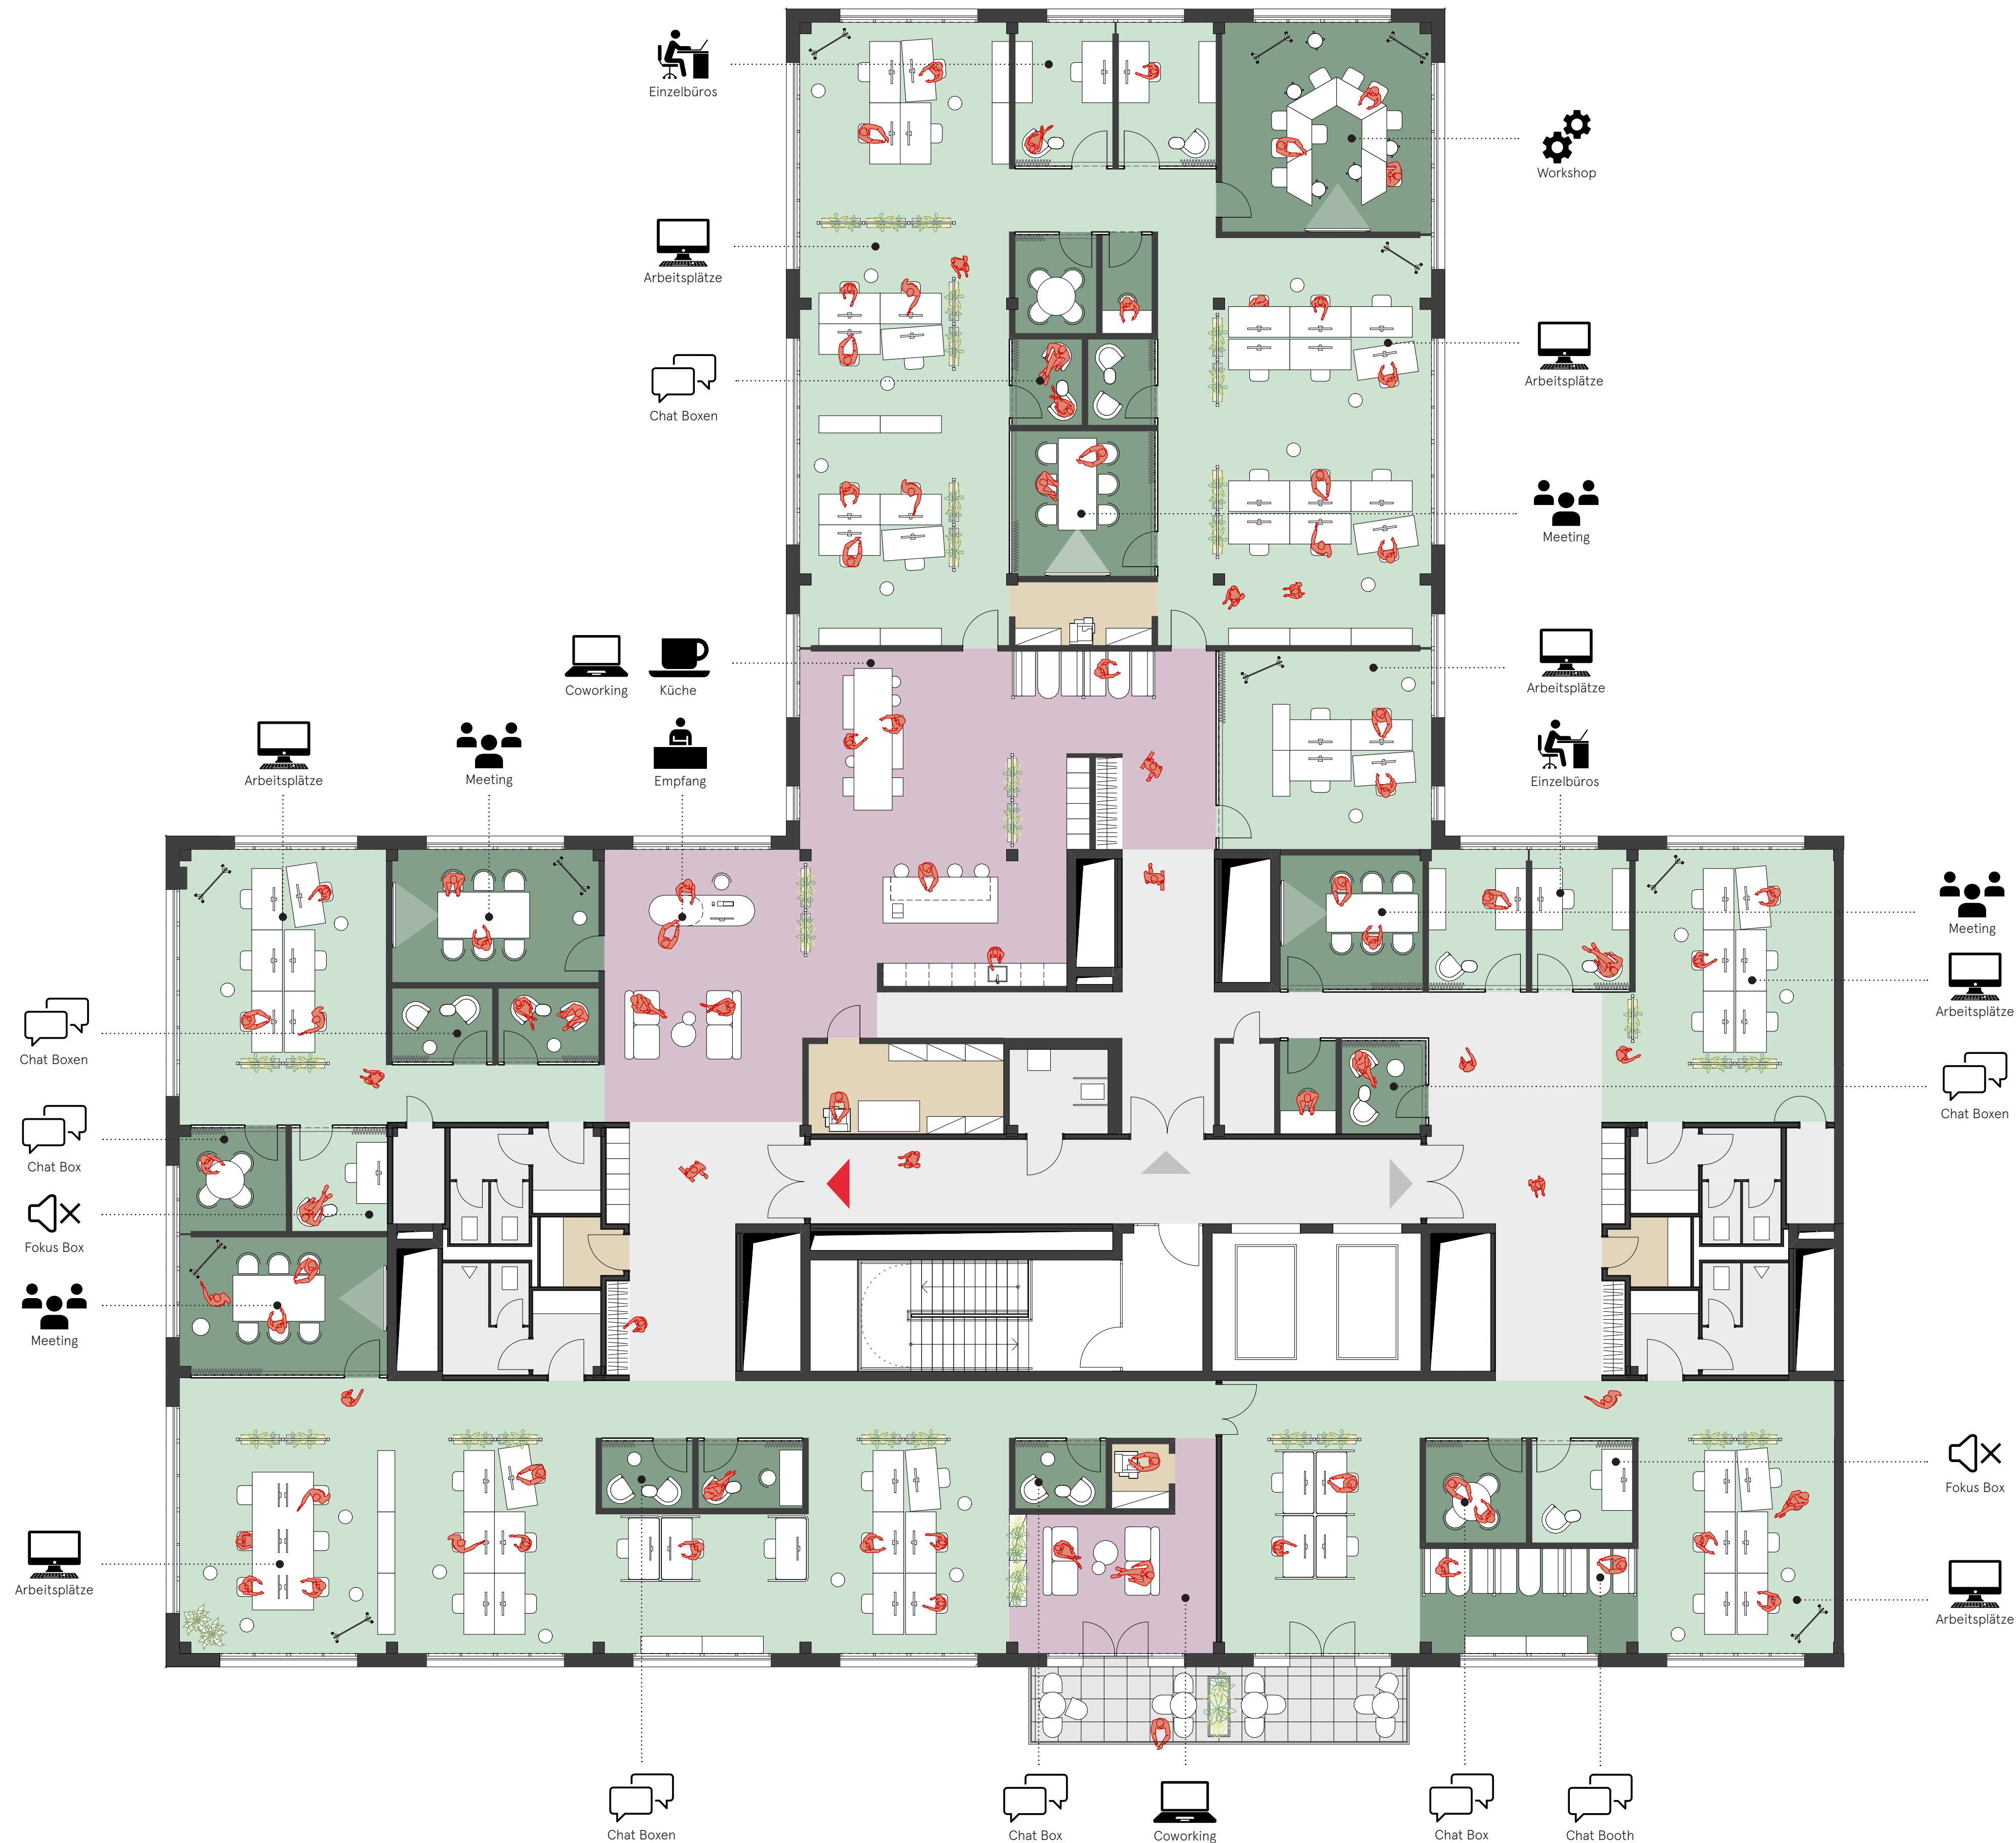 Einzelbüros
Workshop
Arbeitsplätze
Arbeitsplätze
Chat Boxen
Meeting
Coworking
Küche
Arbeitsplätze
Arbeitsplätze
Meeting
Empfang
Einzelbüros
Meeting
Arbeitsplätze
Chat Boxen
Chat Boxen
Chat Box
Fokus Box
Meeting
Fokus Box
Arbeitsplätze
Arbeitsplätze
Chat Boxen
Chat Box
Coworking
Chat Box
Chat Booth